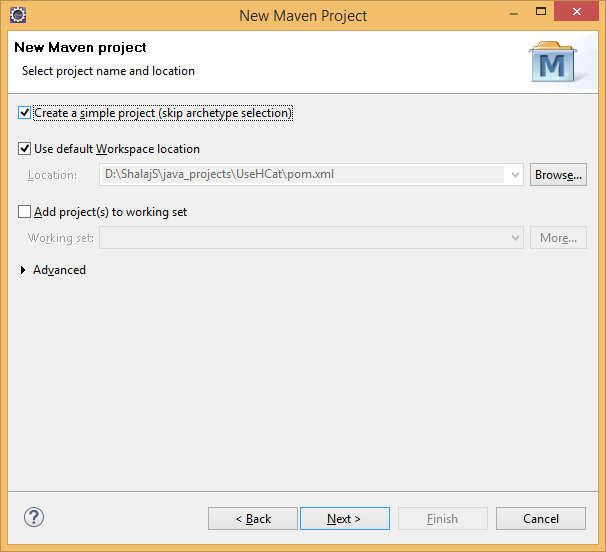 New Maven Project
New Maven project
Select project name and location
M
Create a simple project (skip archetype selection)
Use default Workspace location
Location: D:\ShalajS\java_projects\UseHCat\pom.xml Browse...
Add project(s) to working set
Working set: More...
Advanced
? < Back Next > Finish Cancel